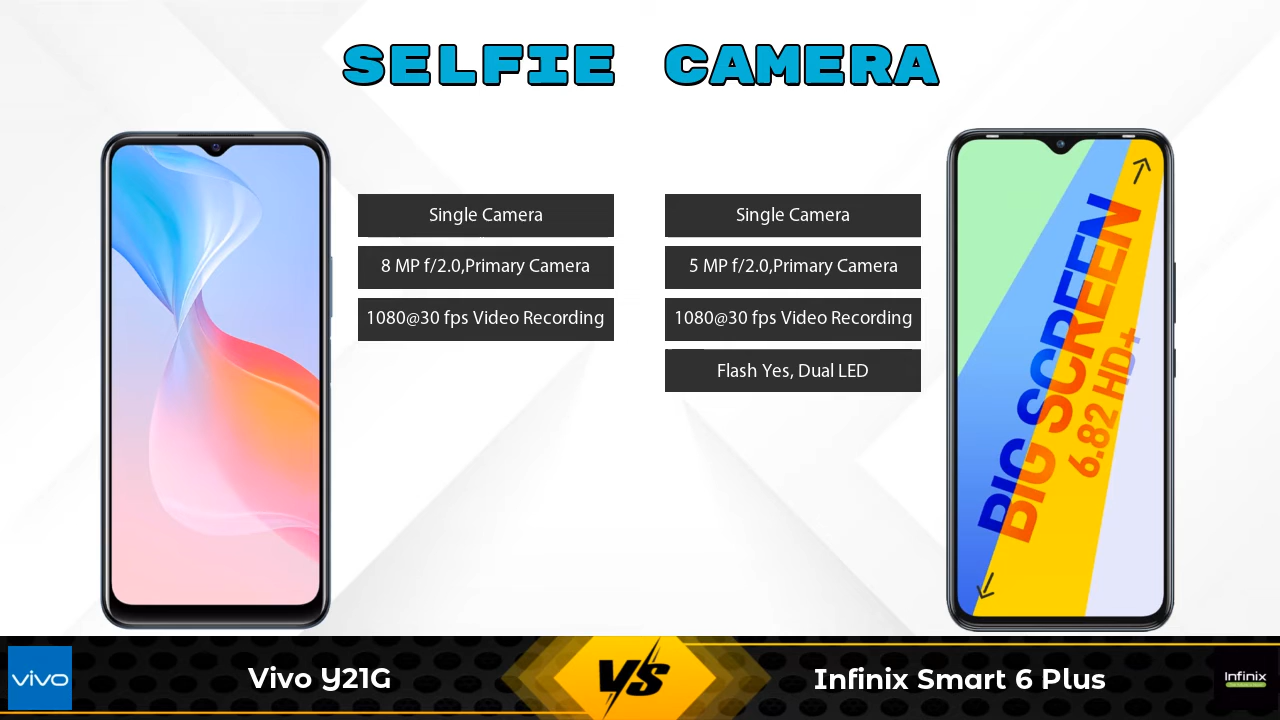 SELFIE CAMERA
Single Camera
8 MP f/2.0,Primary Camera
1080@30 fps Video Recording
Single Camera
5 MP f/2.0,Primary Camera
1080@30 fps Video Recording
Flash Yes, Dual LED
BIG SCREEN
6.82 HD+
vivo
Vivo Y21G
VS
Infinix Smart 6 Plus
Infinix